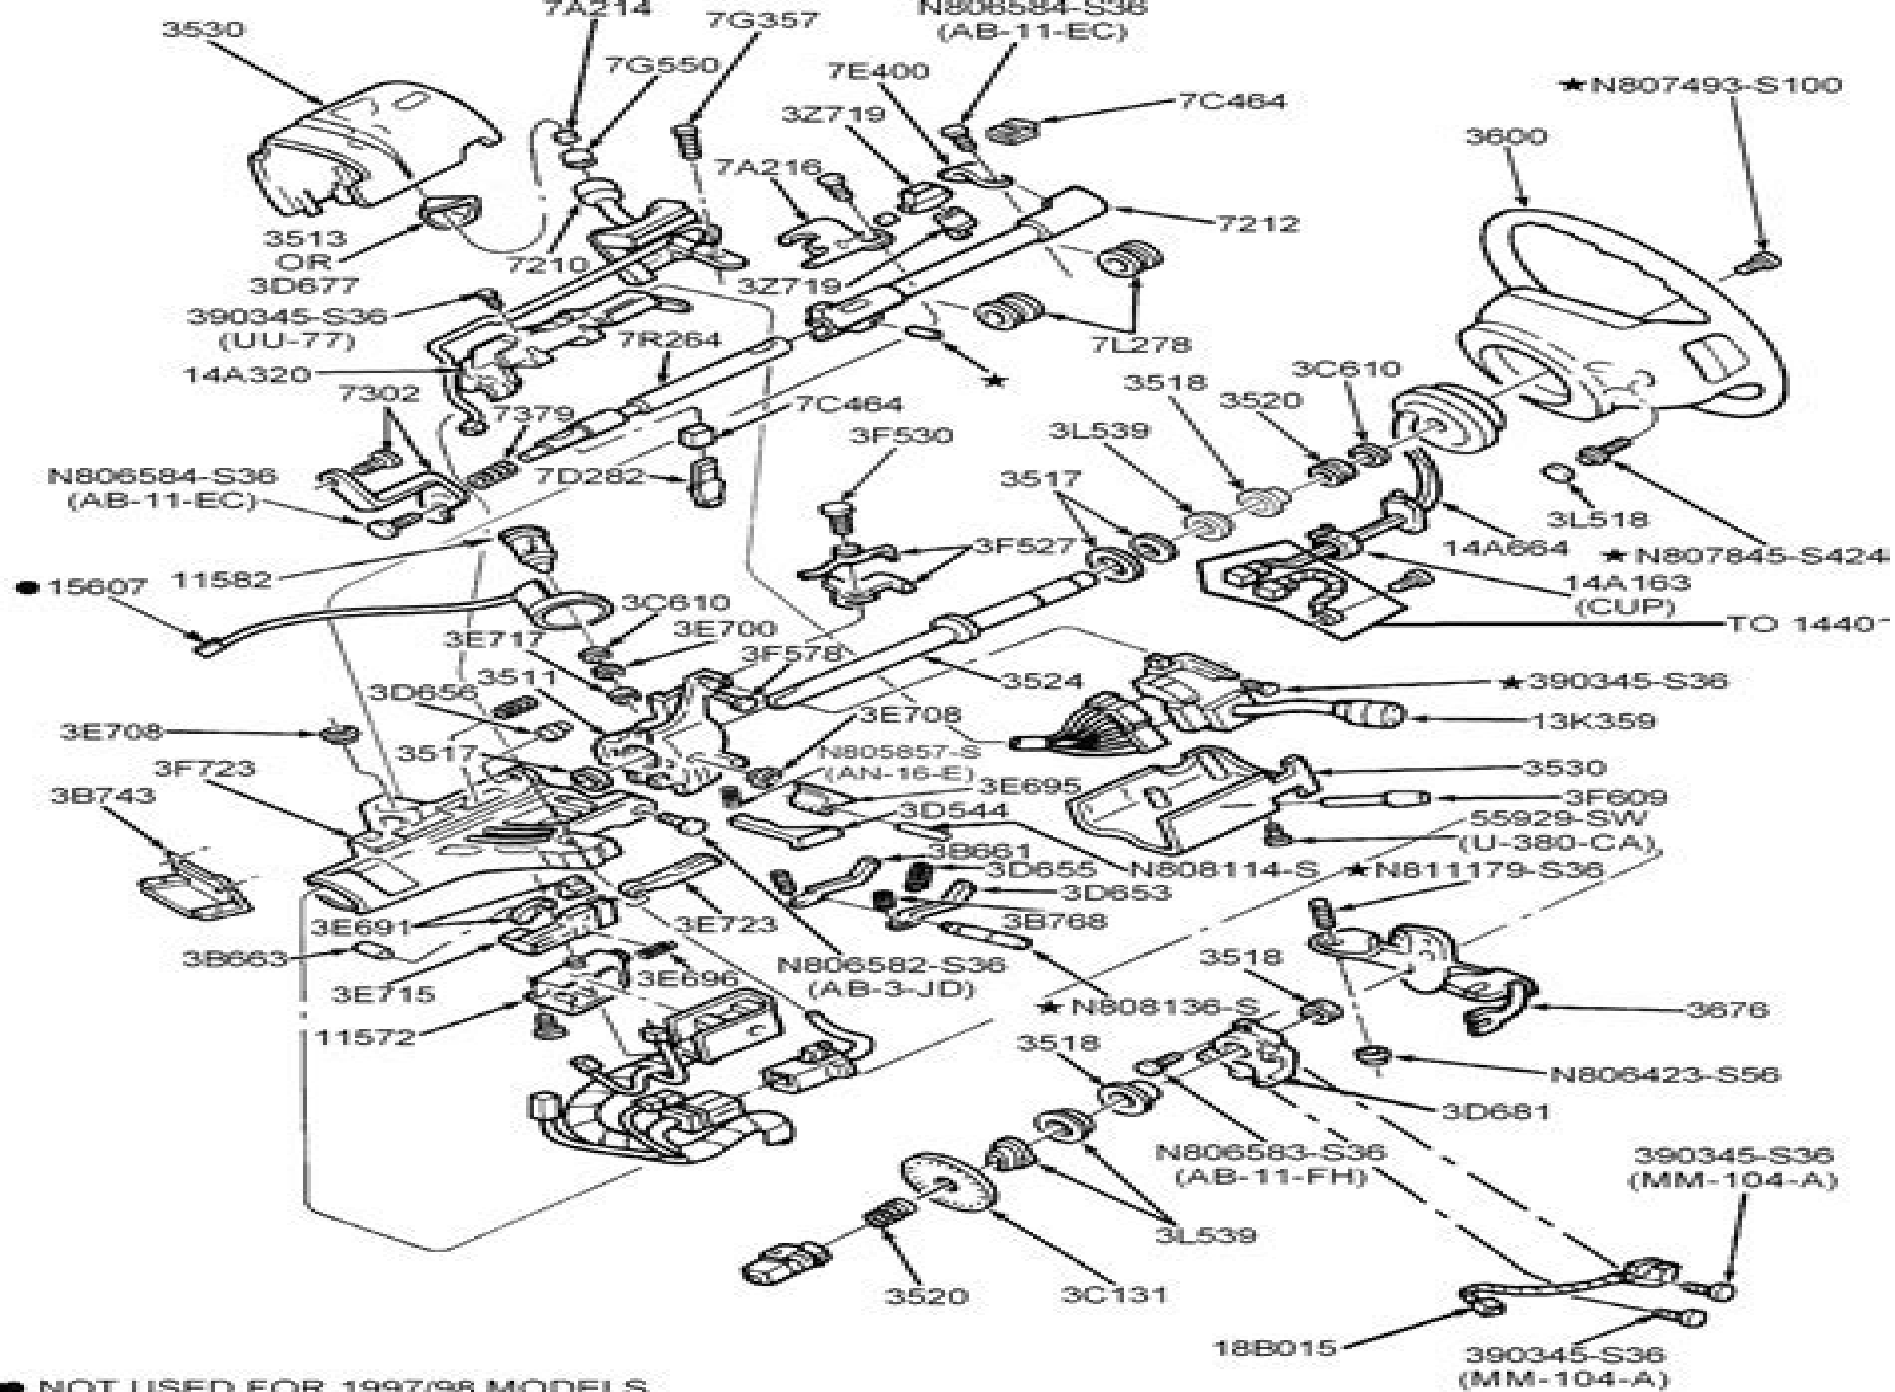 7A214
7G357
N806584-S36
(AB-11-EC)
3530
7G550
7E400
3Z719
7C464
★N807493-S100
3600
7A216
7212
3513
OR
3D677
7210
3Z719
390345-S36
(UU-77)
7R264
7L278
14A320
★
3C610
3518
3520
7302
7379
7C464
3F530
3L539
N806584-S36
(AB-11-EC)
7D282
3517
3L518
3F527
14A664
★N807845-S424
●15607
11582
14A163
(CUP)
TO 14401
3C610
3E700
3E717
3F578
3511
3524
★390345-S36
3D656
13K359
3E708
3E708
3517
N805857-S
(AN-16-E)
3F723
3530
3B743
3E695
3F609
3D544
55929-SW
(U-380-CA)
3B661
3D655
N808114-S
★N811179-S36
3D653
3E691
3E723
3B768
3B663
3E696
N806582-S36
(AB-3-JD)
3518
3E715
★N808136-S
3676
11572
3518
N806423-S56
3D681
N806583-S36
(AB-11-FH)
390345-S36
(MM-104-A)
3L539
3520
3C131
18B015
390345-S36
(MM-104-A)
● NOT USED FOR 1997/98 MODELS